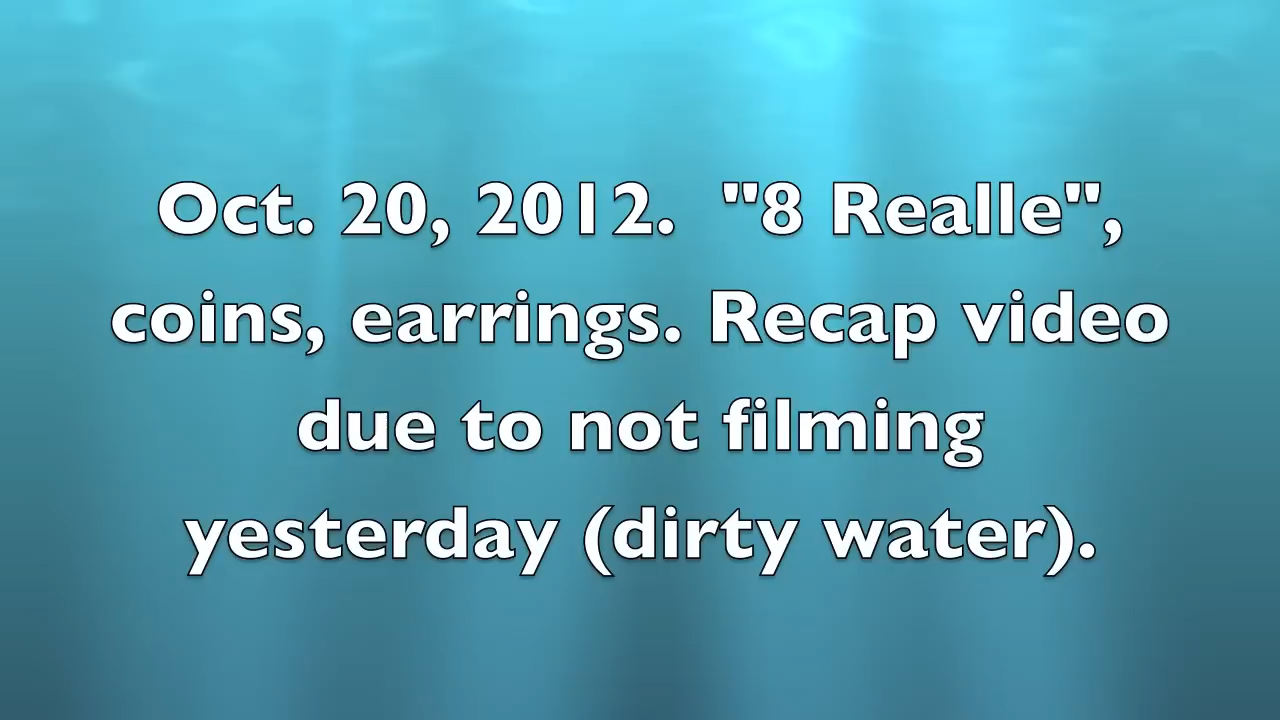 Oct. 20, 2012.  "8 Realle",
coins, earrings. Recap video
due to not filming
yesterday (dirty water).